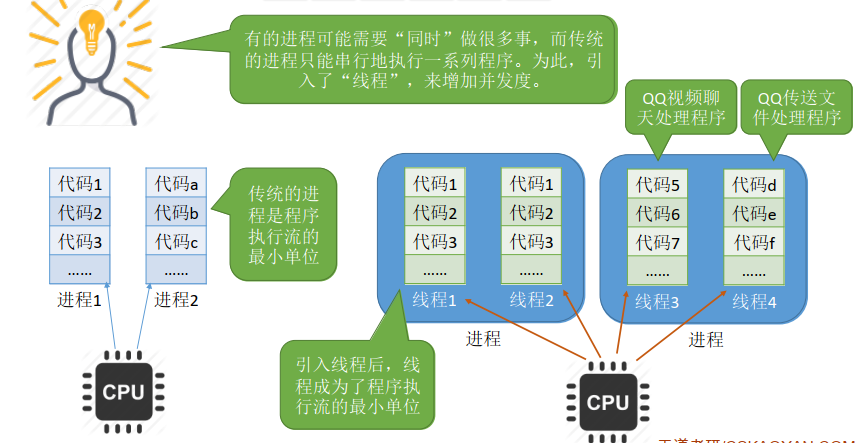 有的进程可能需要“同时”做很多事，而传统
的进程只能串行地执行一系列程序。为此，引
入了“线程”，来增加并发度。
QQ视频聊
天处理程序
QQ传送文
件处理程序
代码1
代码2
代码3
……
进程1
代码a
代码b
代码c
……
进程2
传统的进
程是程序
执行流的
最小单位
代码1
代码2
代码3
……
线程1
代码1
代码2
代码3
……
线程2
进程
代码5
代码6
代码7
……
线程3
代码d
代码e
代码f
……
线程4
进程
CPU
引入线程后，线
程成为了程序执
行流的最小单位
CPU